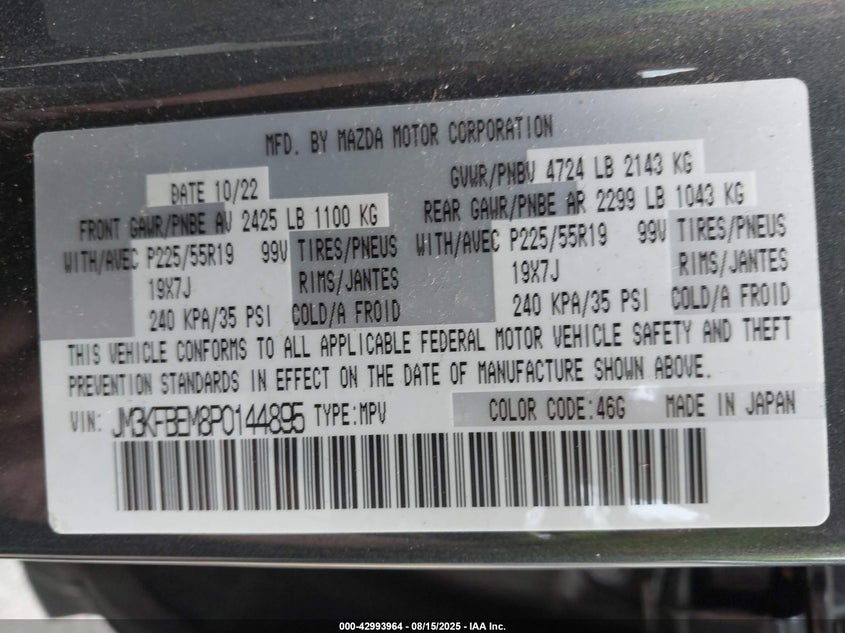 MFD. BY MAZDA MOTOR CORPORATION
DATE 10/22
GVWR/PNBV 4724 LB 2143 KG
FRONT GAWR/PNBE AV 2425 LB 1100 KG
REAR GAWR/PNBE AR 2299 LB 1043 KG
WITH/AVEC P225/55R19 99V TIRES/PNEUS
WITH/AVEC P225/55R19 99V TIRES/PNEUS
19X7J RIMS/JANTES
19X7J RIMS/JANTES
240 KPA/35 PSI COLD/A FROID
240 KPA/35 PSI COLD/A FROID
THIS VEHICLE CONFORMS TO ALL APPLICABLE FEDERAL MOTOR VEHICLE SAFETY AND THEFT
PREVENTION STANDARDS IN EFFECT ON THE DATE OF MANUFACTURE SHOWN ABOVE.
VIN: JM3KFBEM8P0144895 TYPE:MPV COLOR CODE:46G MADE IN JAPAN
000-42993964 - 08/15/2025 - IAA Inc.